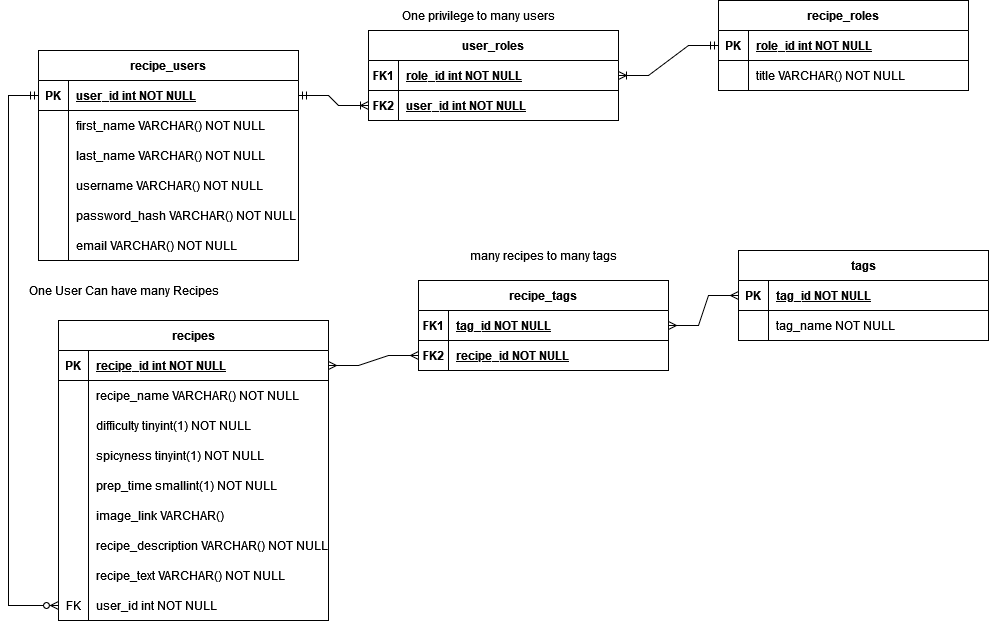 One privilege to many users
recipe_roles
PK role_id int NOT NULL
title VARCHAR() NOT NULL
user_roles
FK1 role_id int NOT NULL
FK2 user_id int NOT NULL
recipe_users
PK user_id int NOT NULL
first_name VARCHAR() NOT NULL
last_name VARCHAR() NOT NULL
username VARCHAR() NOT NULL
password_hash VARCHAR() NOT NULL
email VARCHAR() NOT NULL
many recipes to many tags
tags
PK tag_id NOT NULL
tag_name NOT NULL
recipe_tags
FK1 tag_id NOT NULL
FK2 recipe_id NOT NULL
One User Can have many Recipes
recipes
PK recipe_id int NOT NULL
recipe_name VARCHAR() NOT NULL
difficulty tinyint(1) NOT NULL
spicyness tinyint(1) NOT NULL
prep_time smallint(1) NOT NULL
image_link VARCHAR()
recipe_description VARCHAR() NOT NULL
recipe_text VARCHAR() NOT NULL
FK user_id int NOT NULL